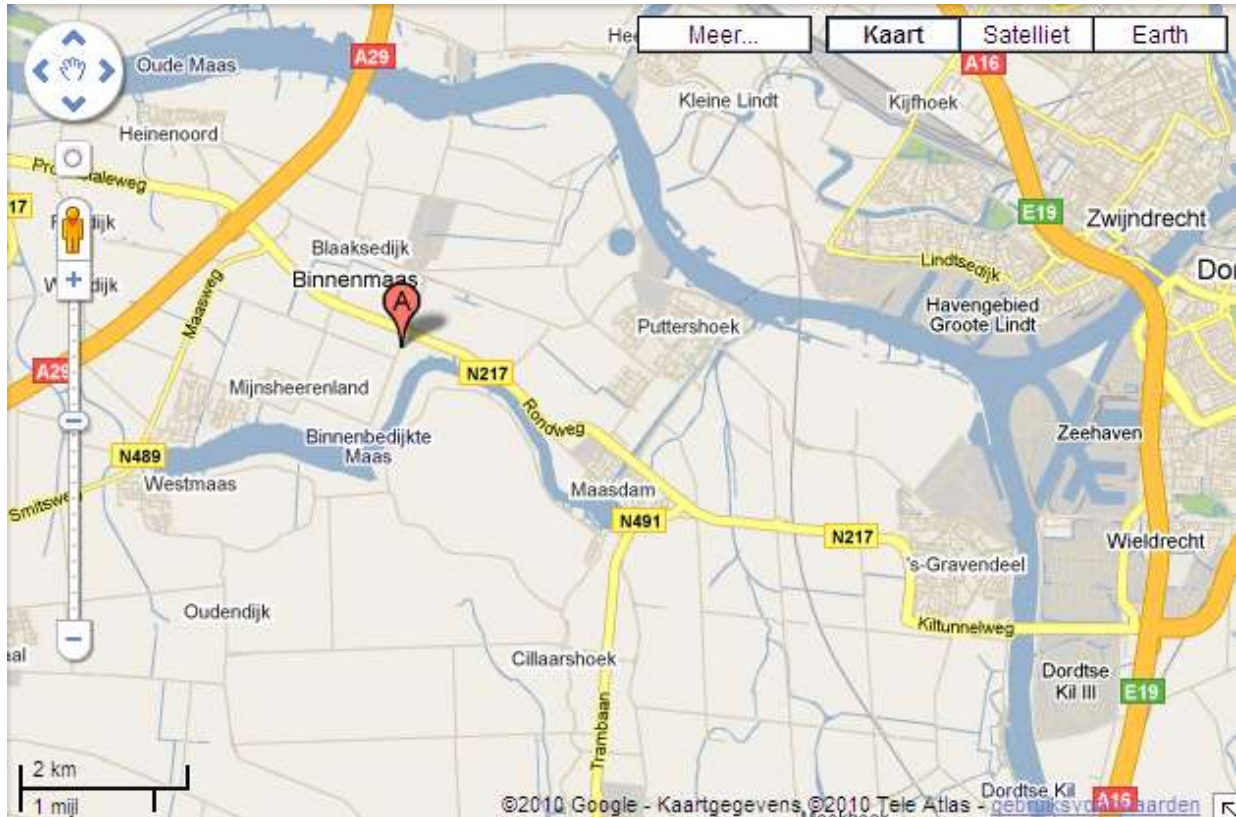 Meer...
Kaart
Satelliet
Earth
Oude Maas
A29
A16
Kleine Lindt
Kijfhoek
Heinenoord
17
E19
Zwijndrecht
Blaaksedijk
Binnenmaas
Lindtsedijk
Maasweg
A
Havengebied
Groote Lindt
Puttershoek
A29
Mijnsheerenland
N217
Rondweg
Binnenbedijkte
Maas
Zeehaven
N489
Westmaas
Smitsweg
Maasdam
N491
N217
Wieldrecht
's-Gravendeel
Oudendijk
Kiltunnelweg
Cillaarshoek
Dordtse
Kil III
E19
Trambaan
2 km
1 mijl
Dordtse Kil
A16
©2010 Google - Kaartgegevens ©2010 Tele Atlas - gebruiksvoorwaarden